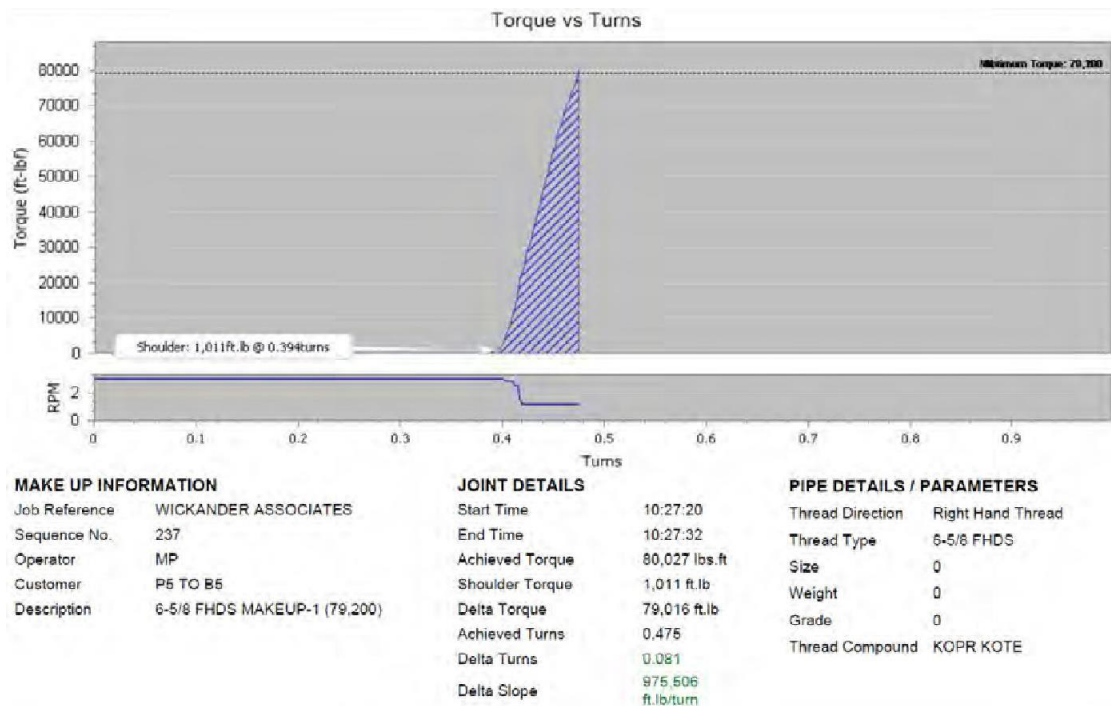 Torque vs Turns
Minimum Torque: 79,200
80000
70000
60000
50000
40000
30000
20000
10000
0
Torque (ft-lbf)
Shoulder: 1,011ft.lb @ 0.394turns
RPM
2
0
0 0.1 0.2 0.3 0.4 0.5 0.6 0.7 0.8 0.9
Turns
MAKE UP INFORMATION
Job Reference WICKANDER ASSOCIATES
Sequence No. 237
Operator MP
Customer P5 TO B5
Description 6-5/8 FHDS MAKEUP-1 (79,200)
JOINT DETAILS
Start Time 10:27:20
End Time 10:27:32
Achieved Torque 80,027 lbs.ft
Shoulder Torque 1,011 ft.lb
Delta Torque 79,016 ft.lb
Achieved Turns 0.475
Delta Turns 0.081
Delta Slope 975,506 ft.lb/turn
PIPE DETAILS / PARAMETERS
Thread Direction Right Hand Thread
Thread Type 6-5/8 FHDS
Size 0
Weight 0
Grade 0
Thread Compound KOPR KOTE